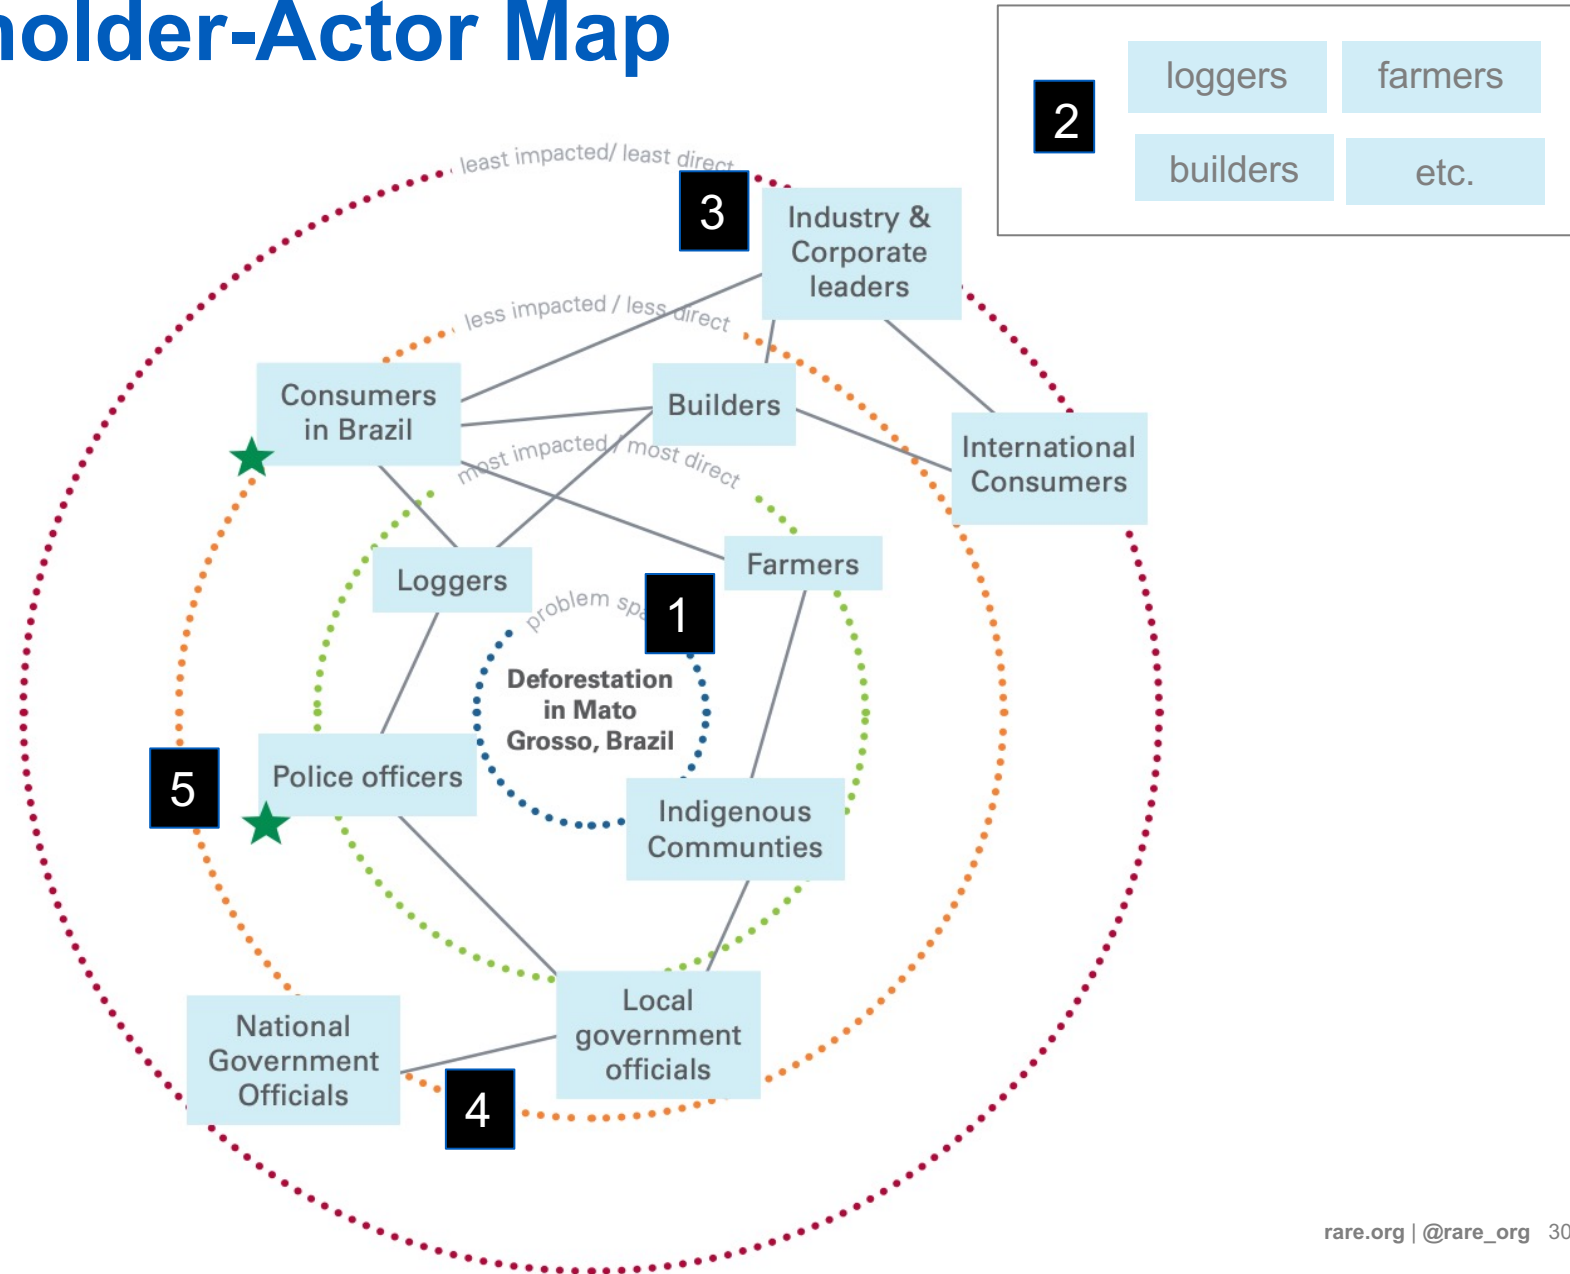 holder-Actor Map
2
loggers
farmers
builders
etc.
least impacted/ least direct
3
Industry &
Corporate
leaders
less impacted / less direct
Consumers
in Brazil
Builders
most impacted / most direct
International
Consumers
Loggers
Farmers
problem spa
1
Deforestation
in Mato
Grosso, Brazil
5
Police officers
Indigenous
Communties
National
Government
Officials
Local
government
officials
4
rare.org | @rare_org 30